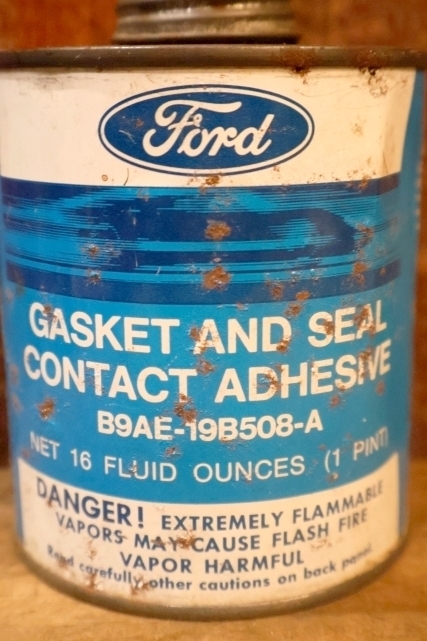 Ford
GASKET AND SEAL
CONTACT ADHESIVE
B9AE-19B508-A
NET 16 FLUID OUNCES (1 PINT)
DANGER! EXTREMELY FLAMMABLE
VAPORS MAY CAUSE FLASH FIRE
VAPOR HARMFUL
Read carefully other cautions on back panel.